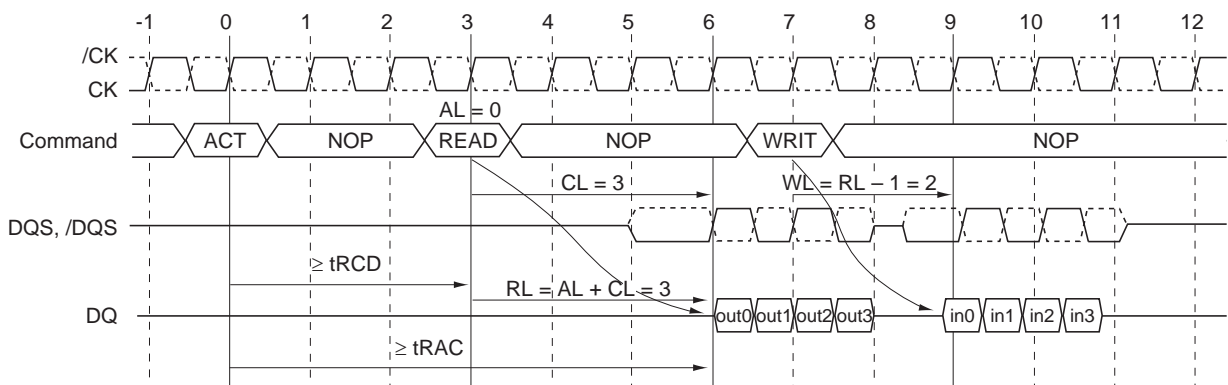 -1 0 1 2 3 4 5 6 7 8 9 10 11 12
/CK
CK
AL = 0
Command ACT NOP READ NOP WRIT NOP
CL = 3 WL = RL – 1 = 2
DQS, /DQS
≥ tRCD
RL = AL + CL = 3
DQ out0 out1 out2 out3 in0 in1 in2 in3
≥ tRAC